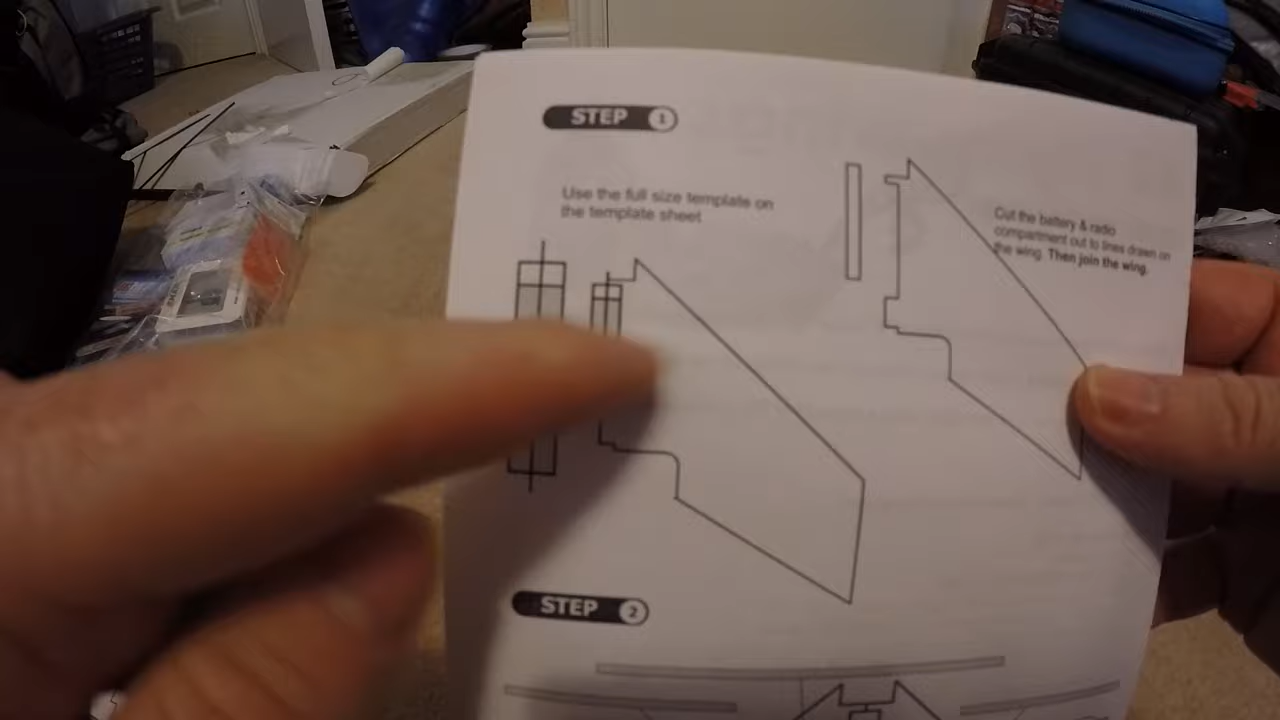 STEP 1
Use the full size template on
the template sheet
Cut the battery & radio
compartment out to lines drawn on
the wing. Then join the wing.
STEP 2